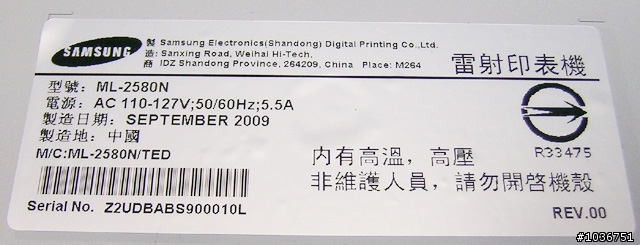 SAMSUNG
製 Samsung Electronics(Shandong) Digital Printing Co.,Ltd.
造: Sanxing Road, Weihai Hi-Tech,
商 IDZ Shandong Province, 264209, China Place: M264
雷射印表機
型號: ML-2580N
電源: AC 110-127V;50/60Hz;5.5A
製造日期: SEPTEMBER 2009
製造地: 中國
M/C:ML-2580N/TED
R33475
內有高溫，高壓
非維護人員，請勿開啓機殼
Serial No. Z2UDBABS900010L
REV.00
#1036751